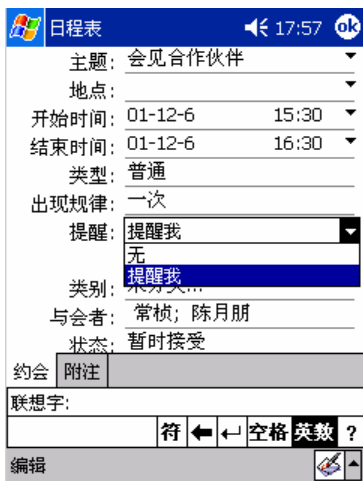 日程表 17:57 ok
主题: 会见合作伙伴
地点:
开始时间: 01-12-6 15:30
结束时间: 01-12-6 16:30
类型: 普通
出现规律: 一次
提醒: 提醒我
无
提醒我
类别:
与会者: 常桢; 陈月朋
状态: 暂时接受
约会 附注
联想字:
符 空格 英数 ?
编辑